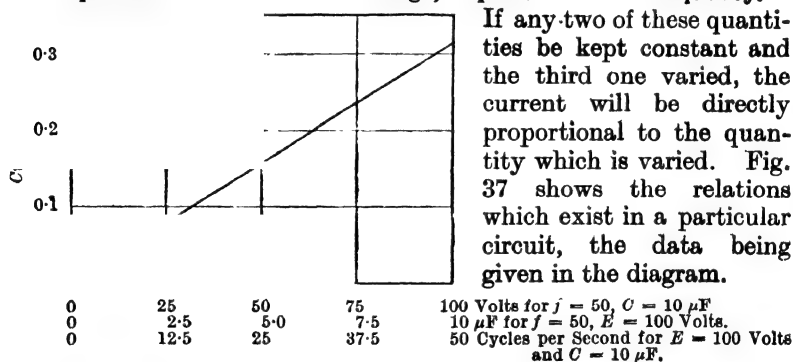 If any two of these quanti-
ties be kept constant and
the third one varied, the
current will be directly
proportional to the quan-
tity which is varied. Fig.
37 shows the relations
which exist in a particular
circuit, the data being
given in the diagram.
0·3
0·2
0·1
C
0 25 50 75 100 Volts for f = 50, C = 10 μF
0 2·5 5·0 7·5 10 μF for f = 50, E = 100 Volts.
0 12·5 25 37·5 50 Cycles per Second for E = 100 Volts
and C = 10 μF.